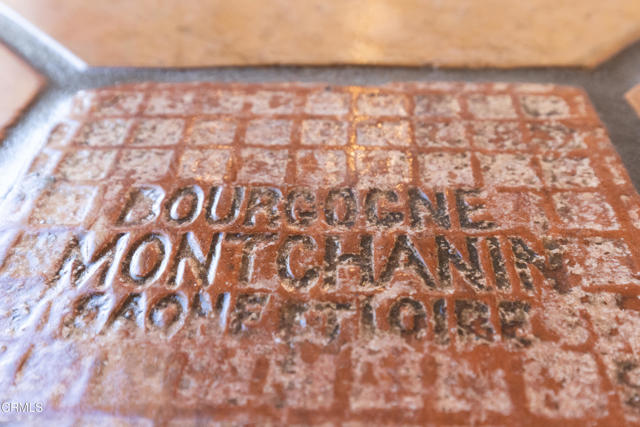 BOURGOGNE
MONTCHANIN
SAONE ET LOIRE
©CRMLS